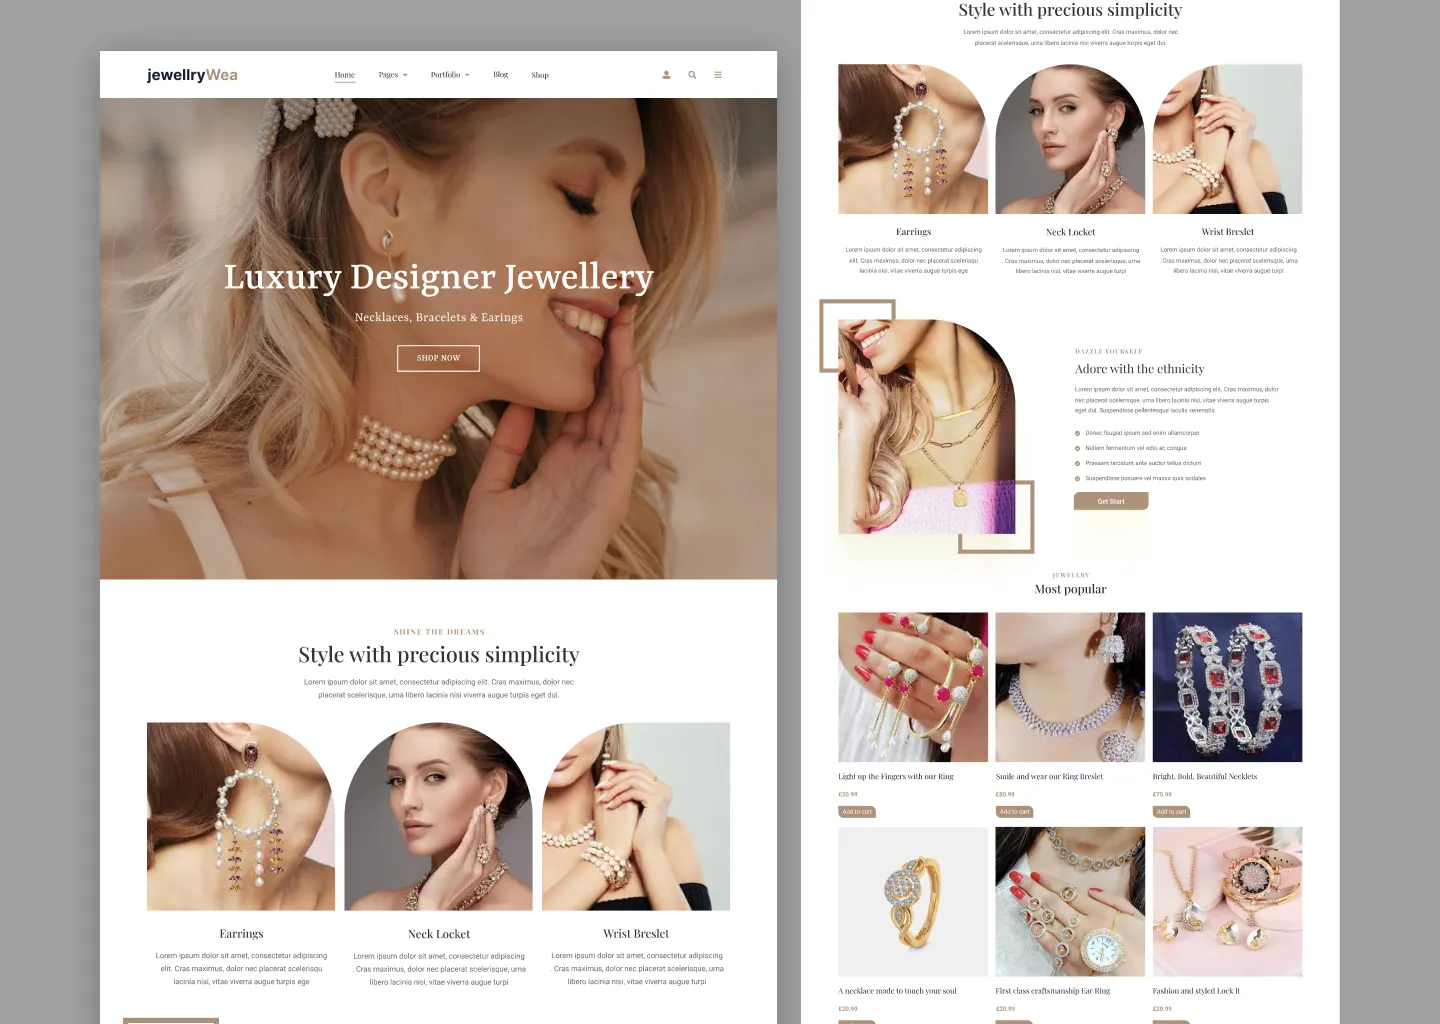 jewellryWea
Home
Pages
Portfolio
Blog
Shop
Luxury Designer Jewellery
Necklaces, Bracelets & Earings
SHOP NOW
SHINE THE DREAMS
Style with precious simplicity
Lorem ipsum dolor sit amet, consectetur adipiscing elit. Cras maximus, dolor nec
placerat scelerisque, urna libero lacinia nisi viverra augue turpis eget dui.
Earrings
Lorem ipsum dolor sit amet, consectetur adipiscing
elit. Cras maximus, dolor nec placerat scelerisqu
lacinia nisi, vitae viverra augue turpis ege
Neck Locket
Lorem ipsum dolor sit amet, consectetur adipiscing
. Cras maximus, dolor nec placerat scelerisque, urna
libero lacinia nisi, vitae viverra augue turpi
Wrist Breslet
Lorem ipsum dolor sit amet, consectetur adipiscing
. Cras maximus, dolor nec placerat scelerisque, urna
libero lacinia nisi, vitae viverra augue turpi
Style with precious simplicity
Lorem ipsum dolor sit amet, consectetur adipiscing elit. Cras maximus, dolor nec
placerat scelerisque, urna libero lacinia nisi viverra augue turpis eget dui.
Earrings
Lorem ipsum dolor sit amet, consectetur adipiscing
elit. Cras maximus, dolor nec placerat scelerisqu
lacinia nisi, vitae viverra augue turpis ege
Neck Locket
Lorem ipsum dolor sit amet, consectetur adipiscing
. Cras maximus, dolor nec placerat scelerisque, urna
libero lacinia nisi, vitae viverra augue turpi
Wrist Breslet
Lorem ipsum dolor sit amet, consectetur adipiscing
. Cras maximus, dolor nec placerat scelerisque, urna
libero lacinia nisi, vitae viverra augue turpi
DAZZLE YOURSELF
Adore with the ethnicity
Lorem ipsum dolor sit amet, consectetur adipiscing elit. Cras maximus, dolor
nec placerat scelerisque, urna libero lacinia nisi, vitae viverra augue turpis
eget dui. Suspendisse pellentesque iaculis venenatis.
Donec feugiat ipsum sed enim ullamcorper
Nullam fermentum vel odio ac congue
Praesent tincidunt ante auctor tellus dictum
Suspendisse posuere vel massa quis sodales
Get Start
JEWELLRY
Most popular
Light up the Fingers with our Ring
£20.99
Add to cart
Smile and wear our Ring Breslet
£80.99
Add to cart
Bright, Bold, Beautiful Necklets
£75.99
Add to cart
A necklace made to touch your soul
£20.99
First class craftsmanship Ear Ring
£20.99
Fashion and styled Lock It
£20.99